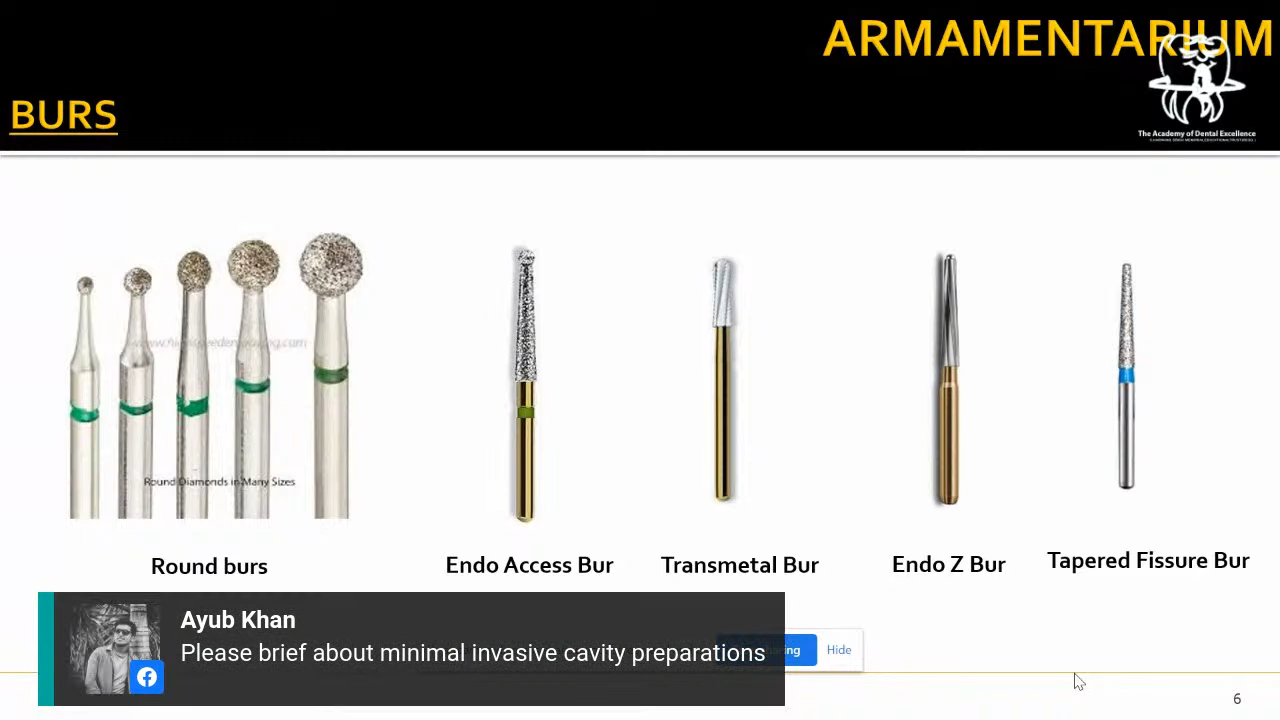 ARMAMENTARIUM
BURS
The Academy of Dental Excellence
Round Diamonds in Many Sizes
Round burs
Endo Access Bur
Transmetal Bur
Endo Z Bur
Tapered Fissure Bur
Ayub Khan
Please brief about minimal invasive cavity preparations
Hide
6